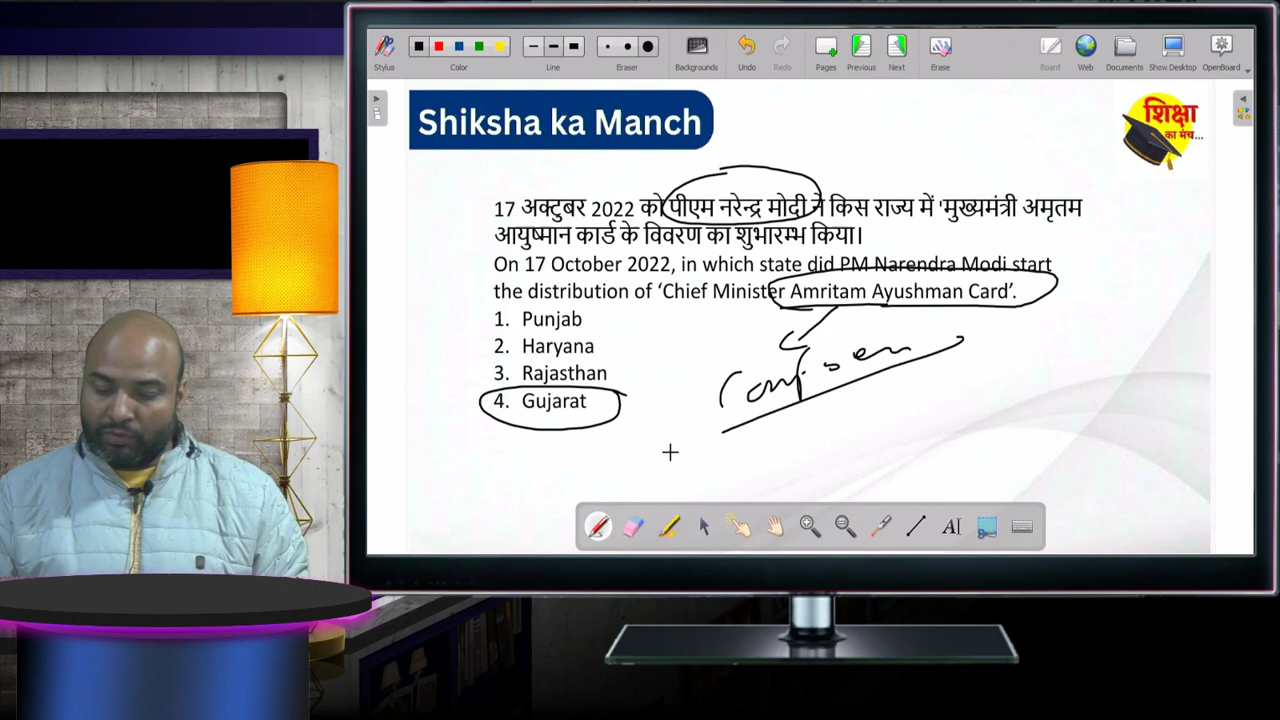 Stylus
Color
Line
Eraser
Backgrounds
Undo
Redo
Pages
Previous
Next
Erase
Board
Web
Documents
Show Desktop
OpenBoard
Shiksha ka Manch
शिक्षा
का मंच...
17 अक्टुबर 2022 को पीएम नरेन्द्र मोदी ने किस राज्य में 'मुख्यमंत्री अमृतम
आयुष्मान कार्ड के विवरण का शुभारम्भ किया।
On 17 October 2022, in which state did PM Narendra Modi start
the distribution of ‘Chief Minister Amritam Ayushman Card’.
1. Punjab
2. Haryana
3. Rajasthan
4. Gujarat
AI